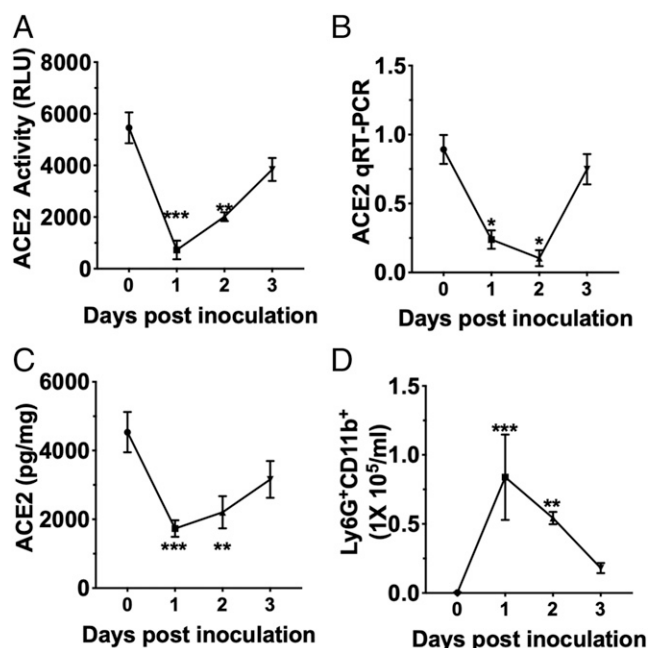 A
ACE2 Activity (RLU)
8000
6000
4000
2000
0
***
**
0 1 2 3
Days post inoculation
B
ACE2 qRT-PCR
1.5
1.0
0.5
0.0
*
*
0 1 2 3
Days post inoculation
C
ACE2 (pg/mg)
6000
4000
2000
0
***
**
0 1 2 3
Days post inoculation
D
Ly6G⁺CD11b⁺
(1X 10⁵/ml)
1.5
1.0
0.5
0.0
***
**
0 1 2 3
Days post inoculation